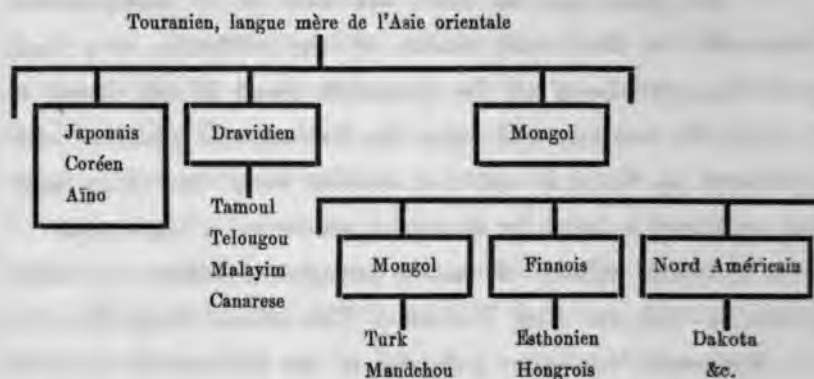 Touranien, langue mère de l'Asie orientale
Japonais
Coréen
Aïno
Dravidien
Mongol
Tamoul
Telougou
Malayim
Canarese
Mongol
Finnois
Nord Américain
Turk
Mandchou
Esthonien
Hongrois
Dakota
&c.